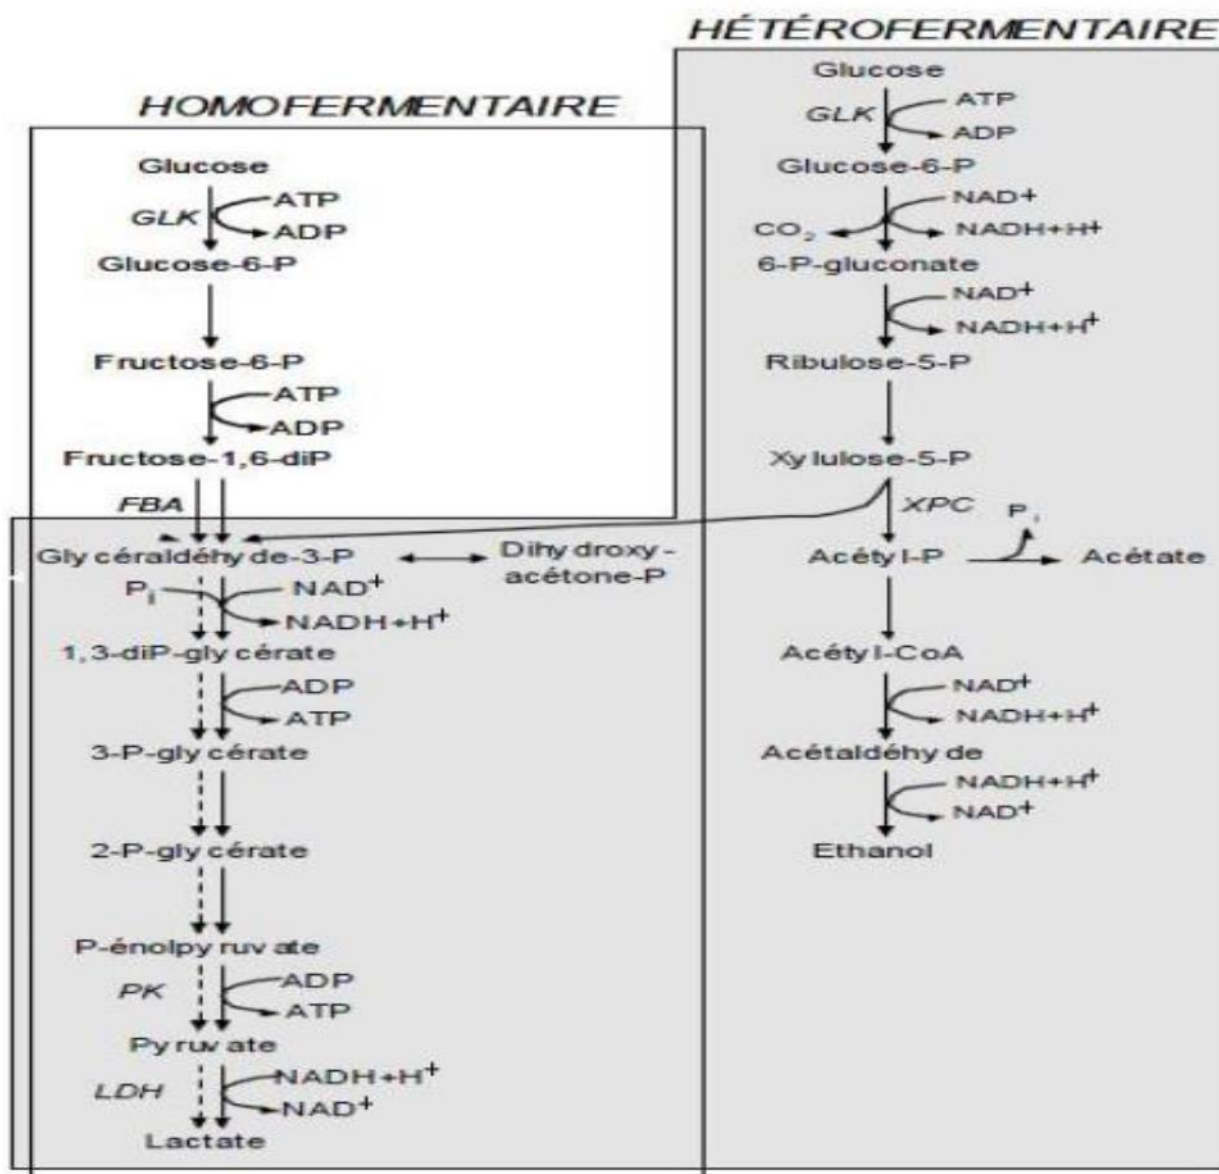 HÉTÉROFERMENTAIRE
HOMOFERMENTAIRE
Glucose
GLK
ATP
ADP
Glucose-6-P
Fructose-6-P
ATP
ADP
Fructose-1,6-diP
FBA
Glycéraldéhyde-3-P
Dihydroxy-
acétone-P
Pi
NAD+
NADH+H+
1,3-diP-glycérate
ADP
ATP
3-P-glycérate
2-P-glycérate
P-énolpyruvate
PK
ADP
ATP
Pyruvate
LDH
NADH+H+
NAD+
Lactate
Glucose
GLK
ATP
ADP
Glucose-6-P
NAD+
CO2
NADH+H+
6-P-gluconate
NAD+
NADH+H+
Ribulose-5-P
Xylulose-5-P
XPC
Pi
Acétyl-P
Acétate
Acétyl-CoA
NAD+
NADH+H+
Acétaldéhyde
NADH+H+
NAD+
Ethanol